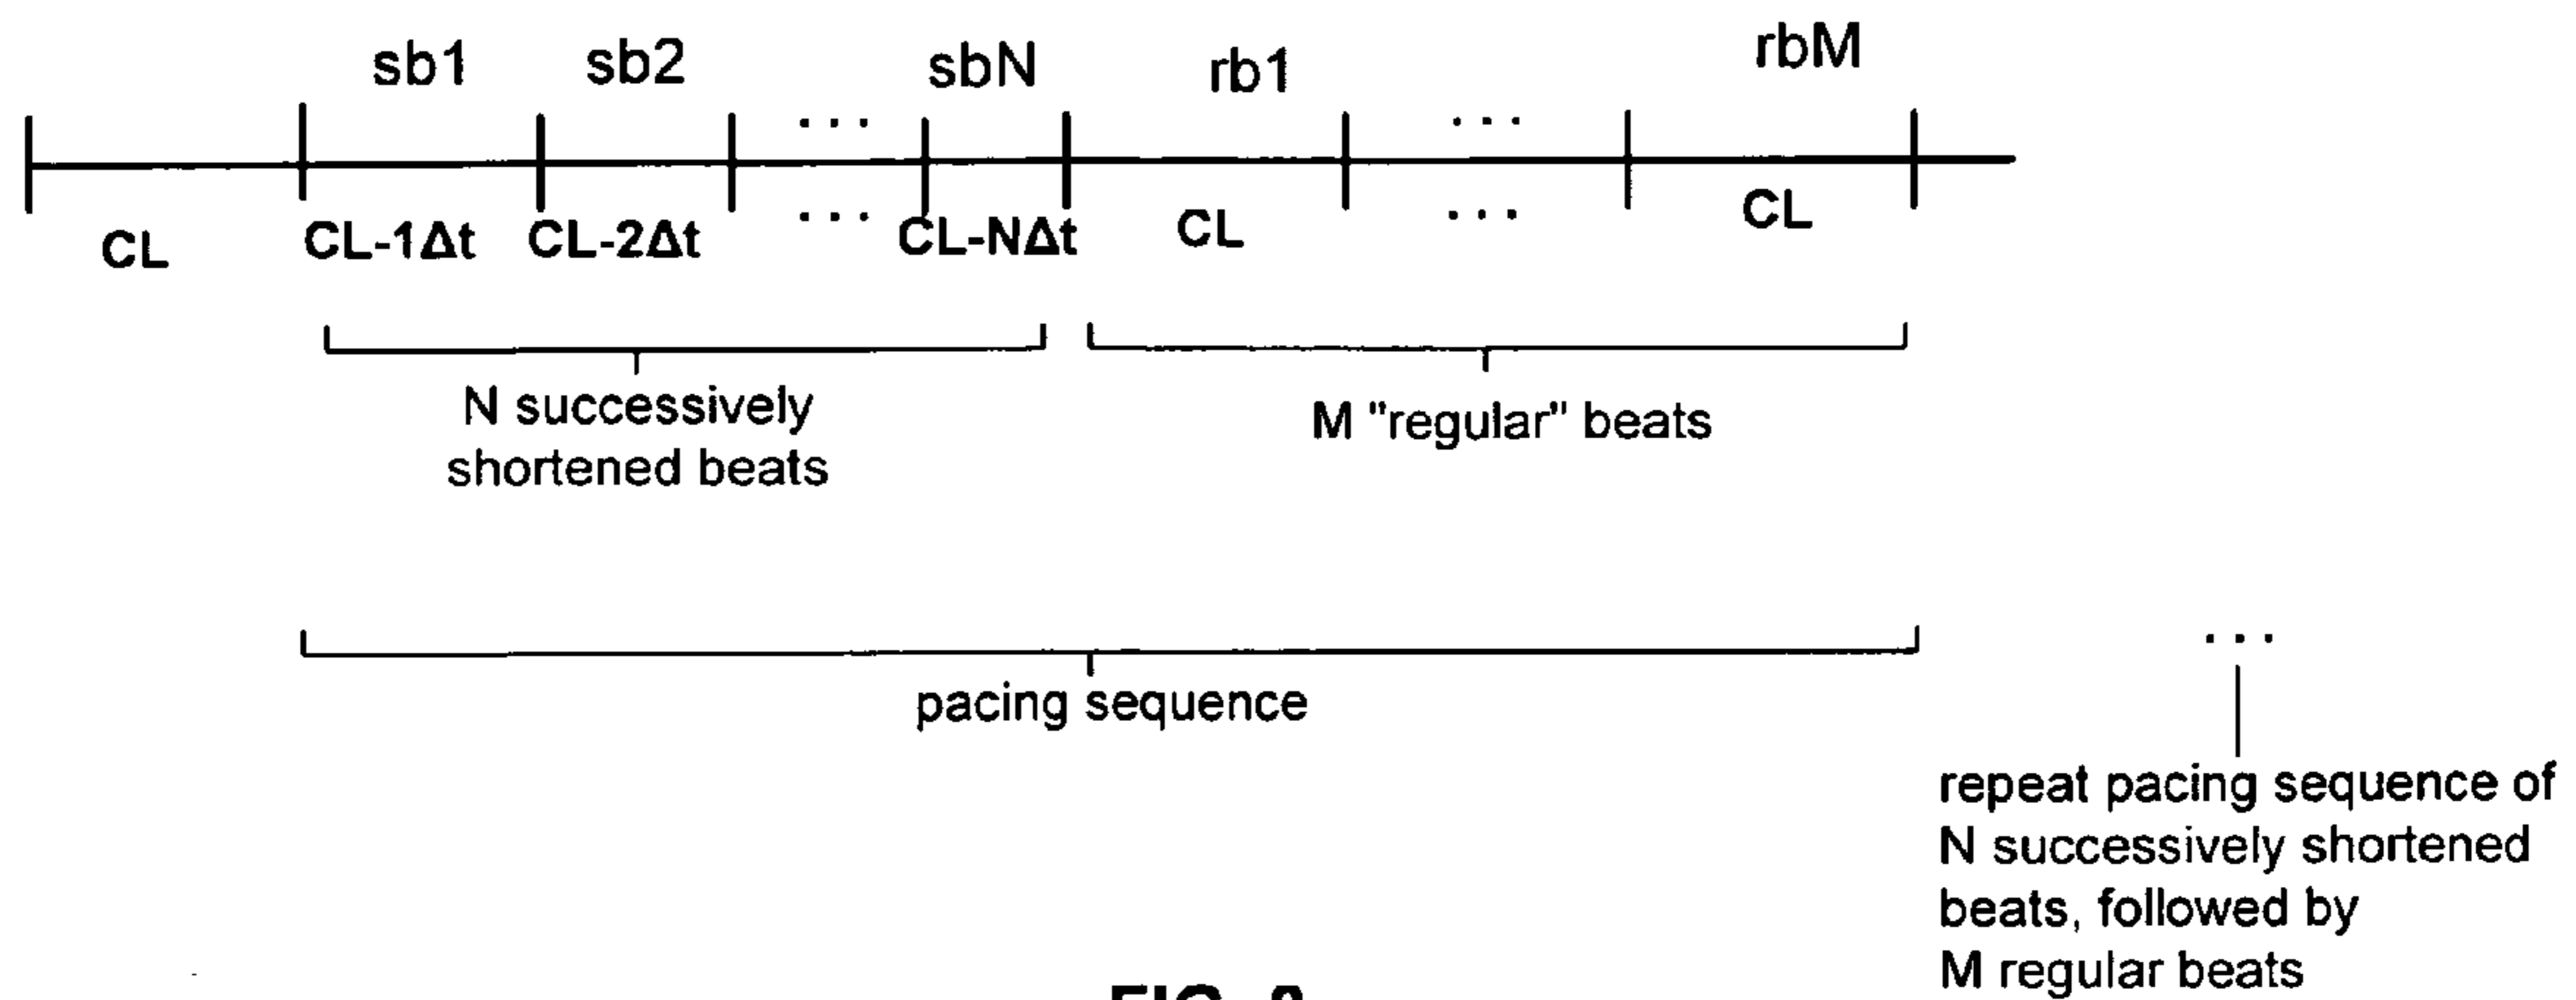 sb1 sb2 sbN rb1 rbM
... ...
... ...
CL CL-1Δt CL-2Δt CL-NΔt CL CL
N successively
shortened beats
M "regular" beats
...
pacing sequence
repeat pacing sequence of
N successively shortened
beats, followed by
M regular beats